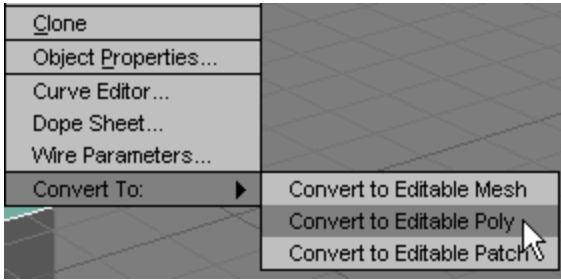 Clone
Object Properties...
Curve Editor...
Dope Sheet...
Wire Parameters...
Convert To:
Convert to Editable Mesh
Convert to Editable Poly
Convert to Editable Patch